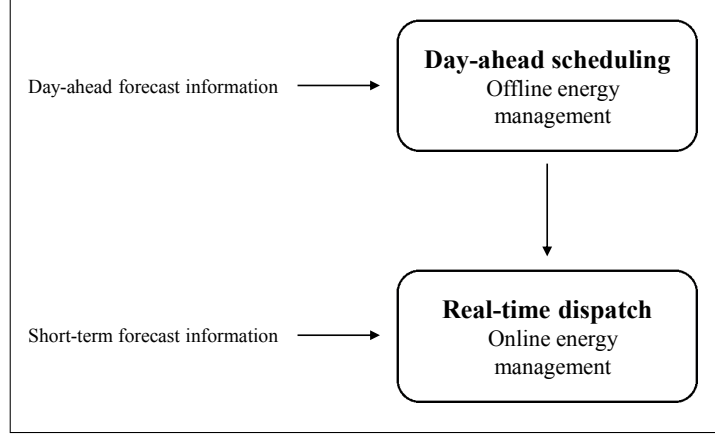 Day-ahead scheduling
Day-ahead forecast information
Offline energy
management
Real-time dispatch
Short-term forecast information
Online energy
management